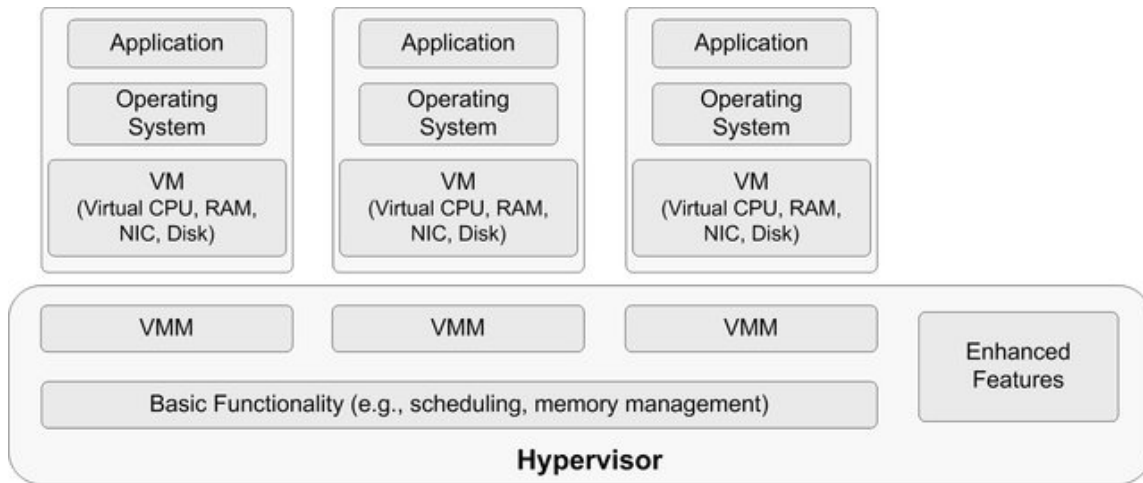 Application
Operating
System
VM
(Virtual CPU, RAM,
NIC, Disk)
Application
Operating
System
VM
(Virtual CPU, RAM,
NIC, Disk)
Application
Operating
System
VM
(Virtual CPU, RAM,
NIC, Disk)
VMM
VMM
VMM
Enhanced
Features
Basic Functionality (e.g., scheduling, memory management)
Hypervisor